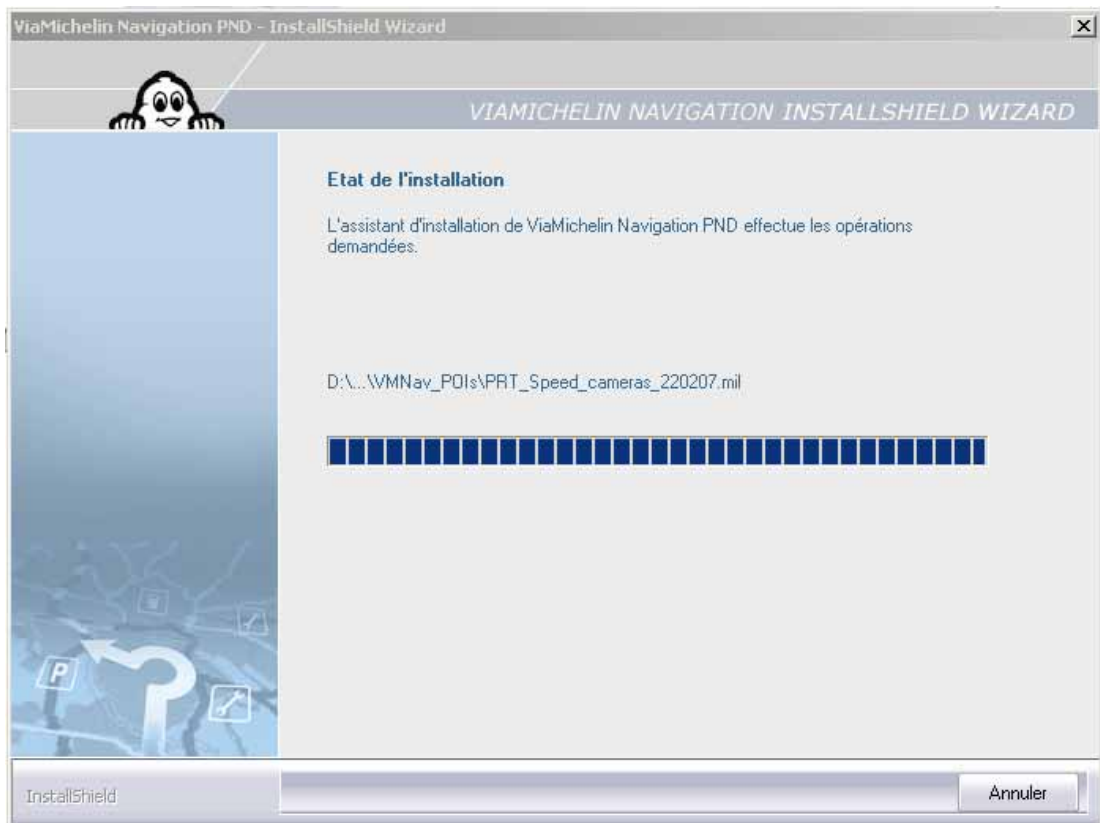 ViaMichelin Navigation PND - InstallShield Wizard
VIAMICHELIN NAVIGATION INSTALLSHIELD WIZARD
Etat de l'installation
L'assistant d'installation de ViaMichelin Navigation PND effectue les opérations
demandées.
D:\...\VMNav_POIs\PRT_Speed_cameras_220207.mil
P
InstallShield
Annuler